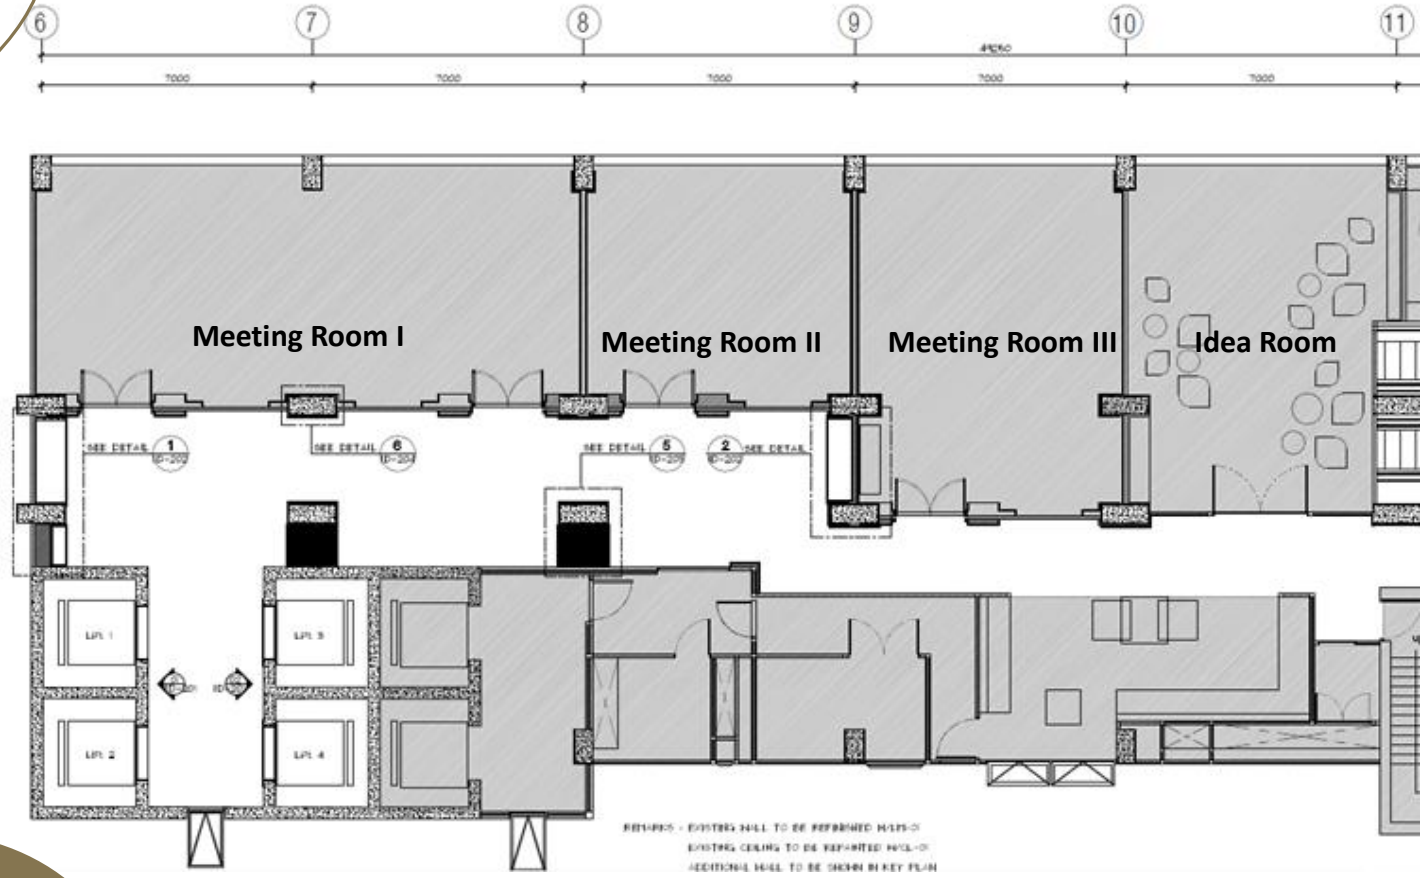 6 7 8 9 10 11
49250
7000 7000 7000 7000 7000
Meeting Room I
Meeting Room II
Meeting Room III
Idea Room
SEE DETAIL 1
SEE DETAIL 6
SEE DETAIL 5
2 SEE DETAIL
Lift 1
Lift 3
Lift 2
Lift 4
REMARKS - EXISTING WALL TO BE REFURBISHED
EXISTING CEILING TO BE REPAINTED
ADDITIONAL WALL TO BE SHOWN IN KEY PLAN